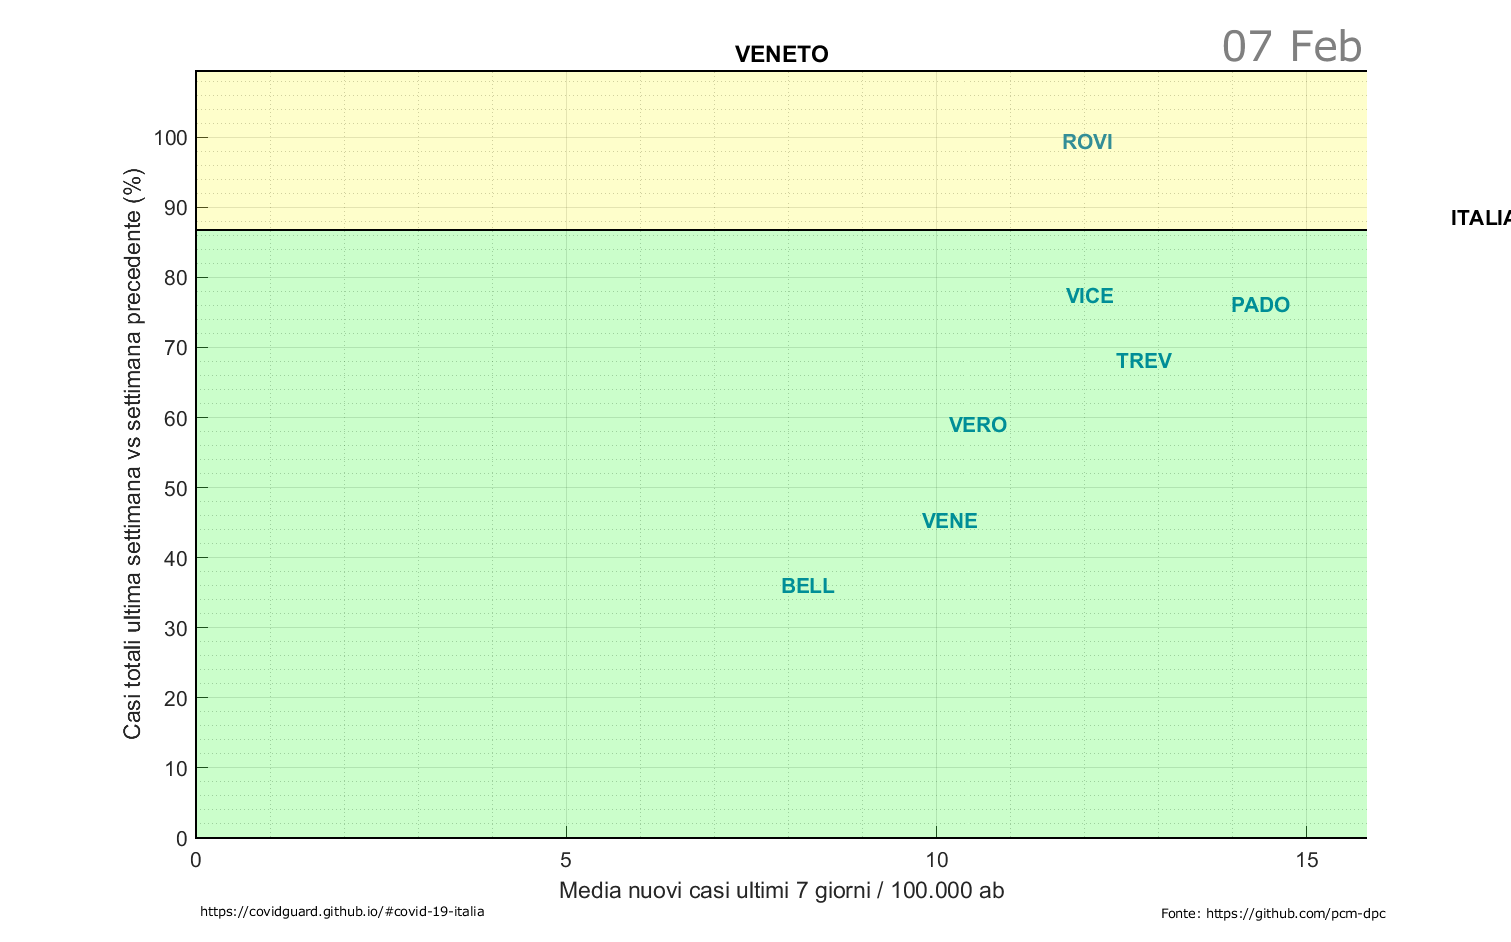 VENETO
07 Feb
100
90
80
70
60
50
40
30
20
10
0
Casi totali ultima settimana vs settimana precedente (%)
ROVI
ITALIA
VICE
PADO
TREV
VERO
VENE
BELL
0 5 10 15
Media nuovi casi ultimi 7 giorni / 100.000 ab
https://covidguard.github.io/#covid-19-italia
Fonte: https://github.com/pcm-dpc